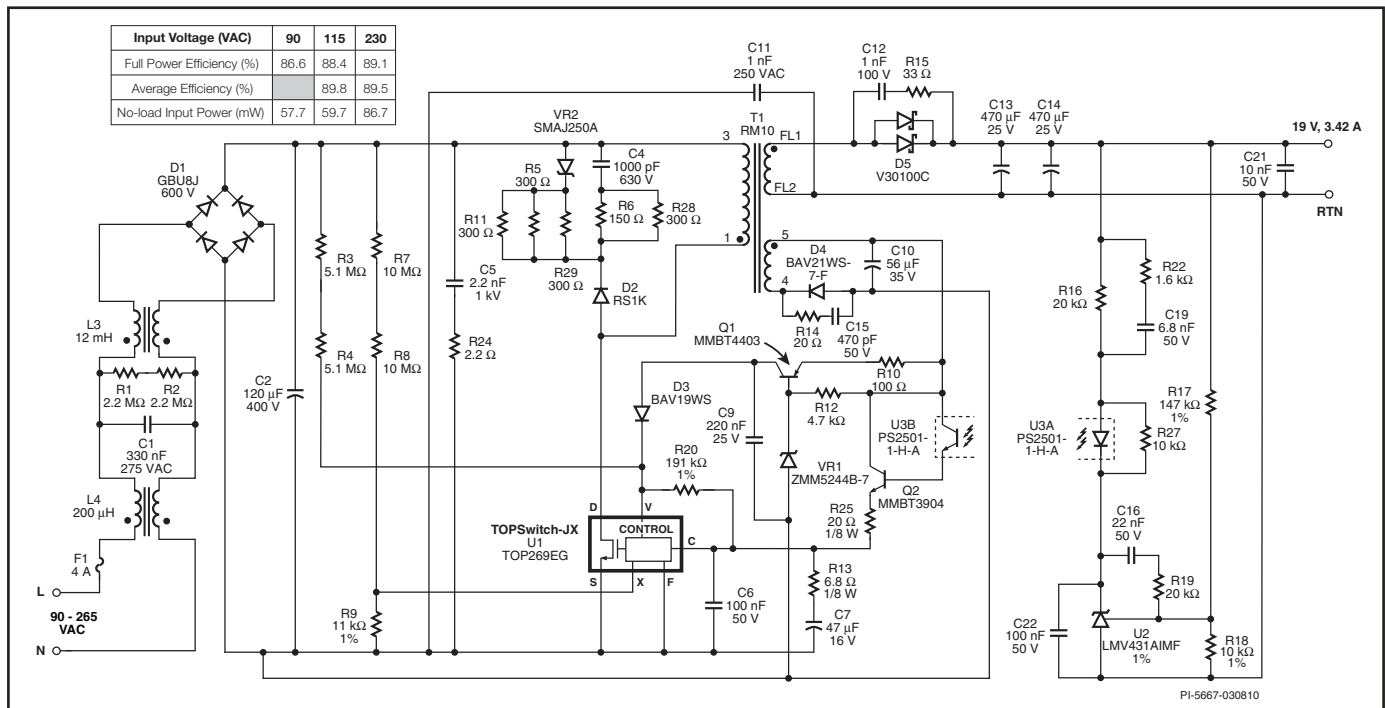 Input Voltage (VAC) 90 115 230
Full Power Efficiency (%) 86.6 88.4 89.1
Average Efficiency (%) 89.8 89.5
No-load Input Power (mW) 57.7 59.7 86.7
C11
1 nF
250 VAC
C12
1 nF
100 V
R15
33 Ω
D5
V30100C
C13
470 µF
25 V
C14
470 µF
25 V
19 V, 3.42 A
C21
10 nF
50 V
RTN
T1
RM10
3
FL1
FL2
1
5
4
VR2
SMAJ250A
C4
1000 pF
630 V
R5
300 Ω
R11
300 Ω
R6
150 Ω
R28
300 Ω
R29
300 Ω
D2
RS1K
D1
GBU8J
600 V
R3
5.1 MΩ
R7
10 MΩ
C5
2.2 nF
1 kV
R4
5.1 MΩ
R8
10 MΩ
R24
2.2 Ω
D4
BAV21WS-
7-F
C10
56 µF
35 V
R14
20 Ω
C15
470 pF
50 V
Q1
MMBT4403
R10
100 Ω
R12
4.7 kΩ
D3
BAV19WS
C9
220 nF
25 V
VR1
ZMM5244B-7
U3B
PS2501-
1-H-A
Q2
MMBT3904
R25
20 Ω
1/8 W
R20
191 kΩ
1%
L3
12 mH
R1
2.2 MΩ
R2
2.2 MΩ
C1
330 nF
275 VAC
L4
200 µH
F1
4 A
L
90 - 265
VAC
N
C2
120 µF
400 V
R9
11 kΩ
1%
TOPSwitch-JX
U1
TOP269EG
D
V
CONTROL
C
S
X
F
C6
100 nF
50 V
R13
6.8 Ω
1/8 W
C7
47 µF
16 V
R16
20 kΩ
R22
1.6 kΩ
C19
6.8 nF
50 V
R17
147 kΩ
1%
U3A
PS2501-
1-H-A
R27
10 kΩ
C16
22 nF
50 V
R19
20 kΩ
C22
100 nF
50 V
U2
LMV431AIMF
1%
R18
10 kΩ
1%
PI-5667-030810